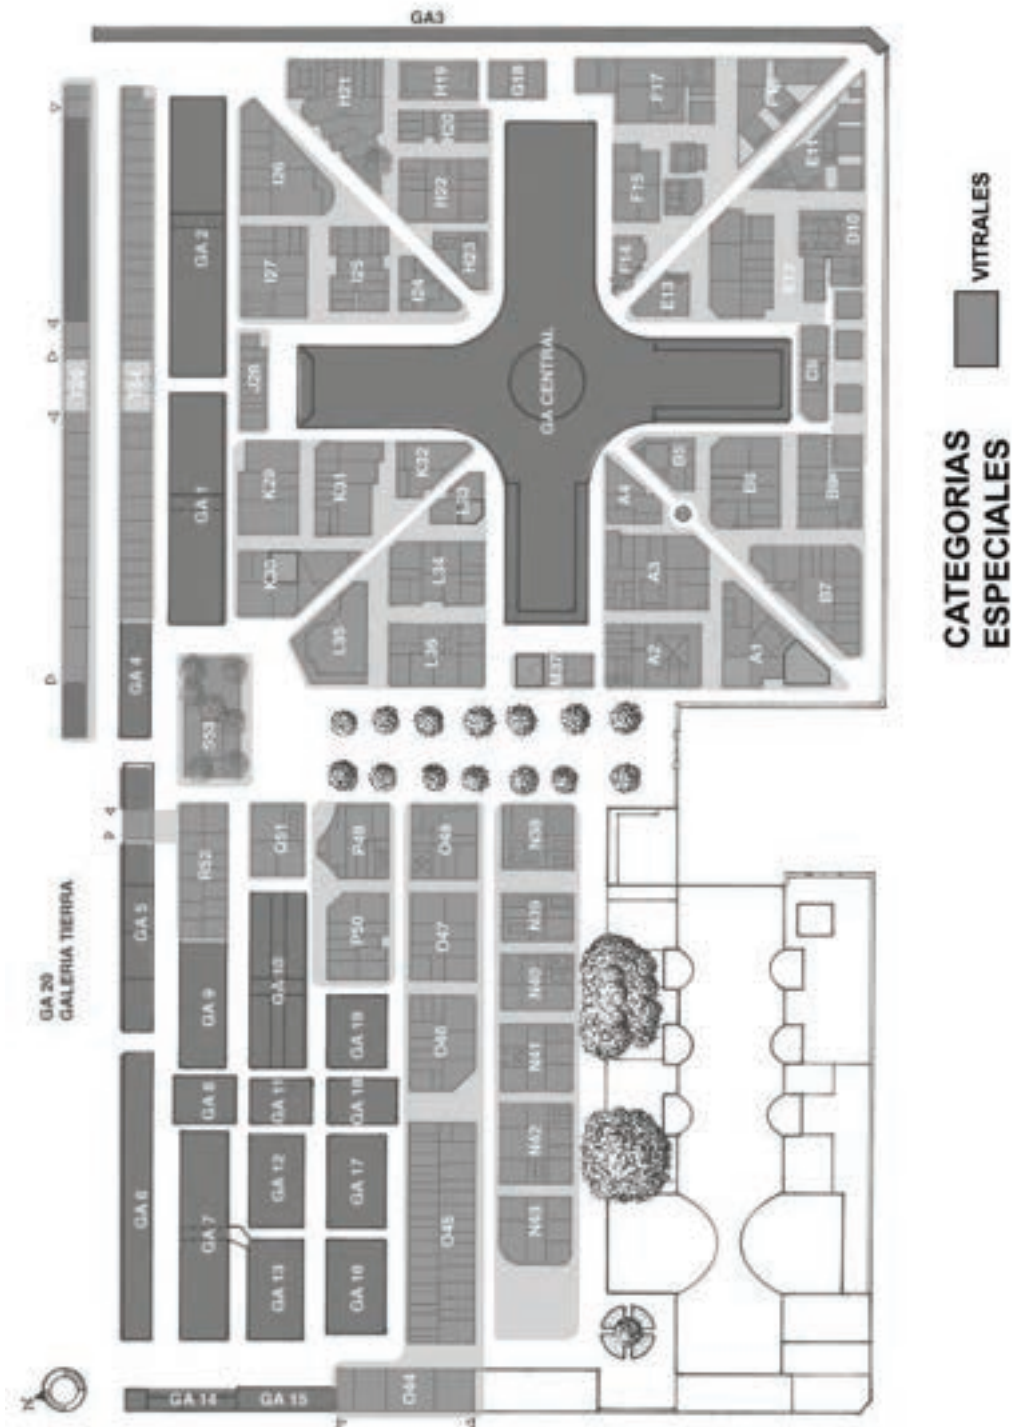 GA3
H21
H19
G18
F17
H20
E11
GA 2
I26
H22
F15
D10
I27
I25
I24
H23
F14
E13
E12
J28
GA CENTRAL
GA 1
K29
K31
K32
A4
K30
L34
A3
B7
GA 4
L35
L36
A2
A1
S53
VITRALES
CATEGORIAS
ESPECIALES
GA 20
GALERIA TIERRA
GA 5
R52
Q51
P49
O48
N38
P50
O47
N39
GA 9
GA 10
GA 19
O46
N40
N41
GA 8
GA 11
GA 18
GA 6
GA 7
GA 12
GA 17
O45
N42
N43
GA 13
GA 16
GA 14
GA 15
O44
N